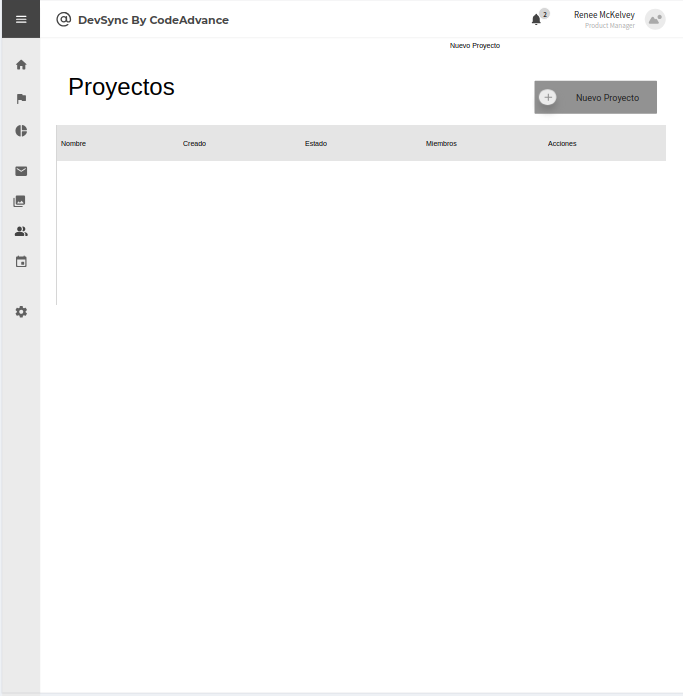 DevSync By CodeAdvance
2
Renee McKelvey
Product Manager
Nuevo Proyecto
Proyectos
Nuevo Proyecto
Nombre Creado Estado Miembros Acciones